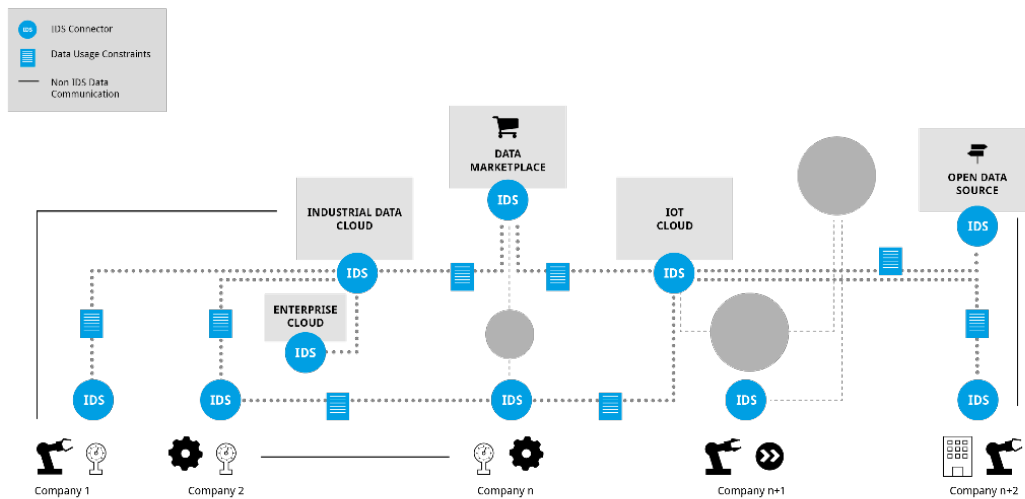 IDS
IDS Connector
Data Usage Constraints
Non IDS Data
Communication
DATA
MARKETPLACE
IDS
OPEN DATA
SOURCE
IDS
INDUSTRIAL DATA
CLOUD
IDS
IOT
CLOUD
IDS
ENTERPRISE
CLOUD
IDS
IDS
IDS
IDS
IDS
IDS
Company 1
Company 2
Company n
Company n+1
Company n+2